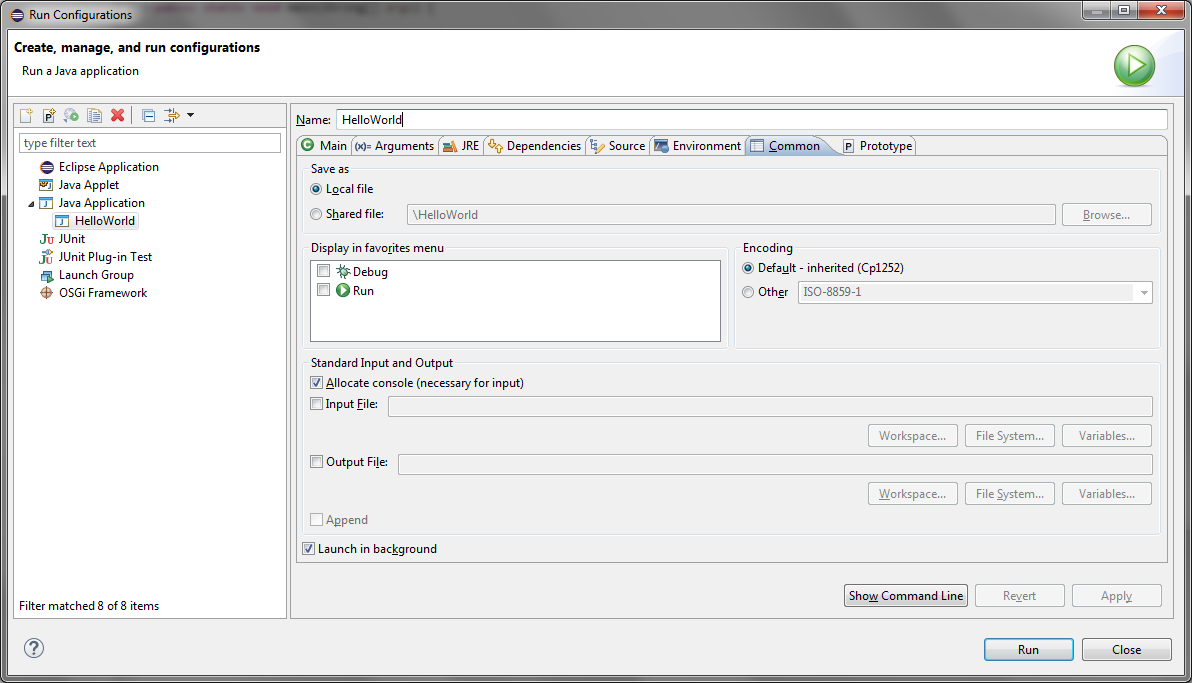 Run Configurations
Create, manage, and run configurations
Run a Java application
type filter text
Eclipse Application
Java Applet
Java Application
HelloWorld
JUnit
JUnit Plug-in Test
Launch Group
OSGi Framework
Filter matched 8 of 8 items
Name: HelloWorld
Main (x)= Arguments JRE Dependencies Source Environment Common P Prototype
Save as
Local file
Shared file: \HelloWorld Browse...
Display in favorites menu
Debug
Run
Encoding
Default - inherited (Cp1252)
Other ISO-8859-1
Standard Input and Output
Allocate console (necessary for input)
Input File:
Workspace... File System... Variables...
Output File:
Workspace... File System... Variables...
Append
Launch in background
Show Command Line Revert Apply
? Run Close